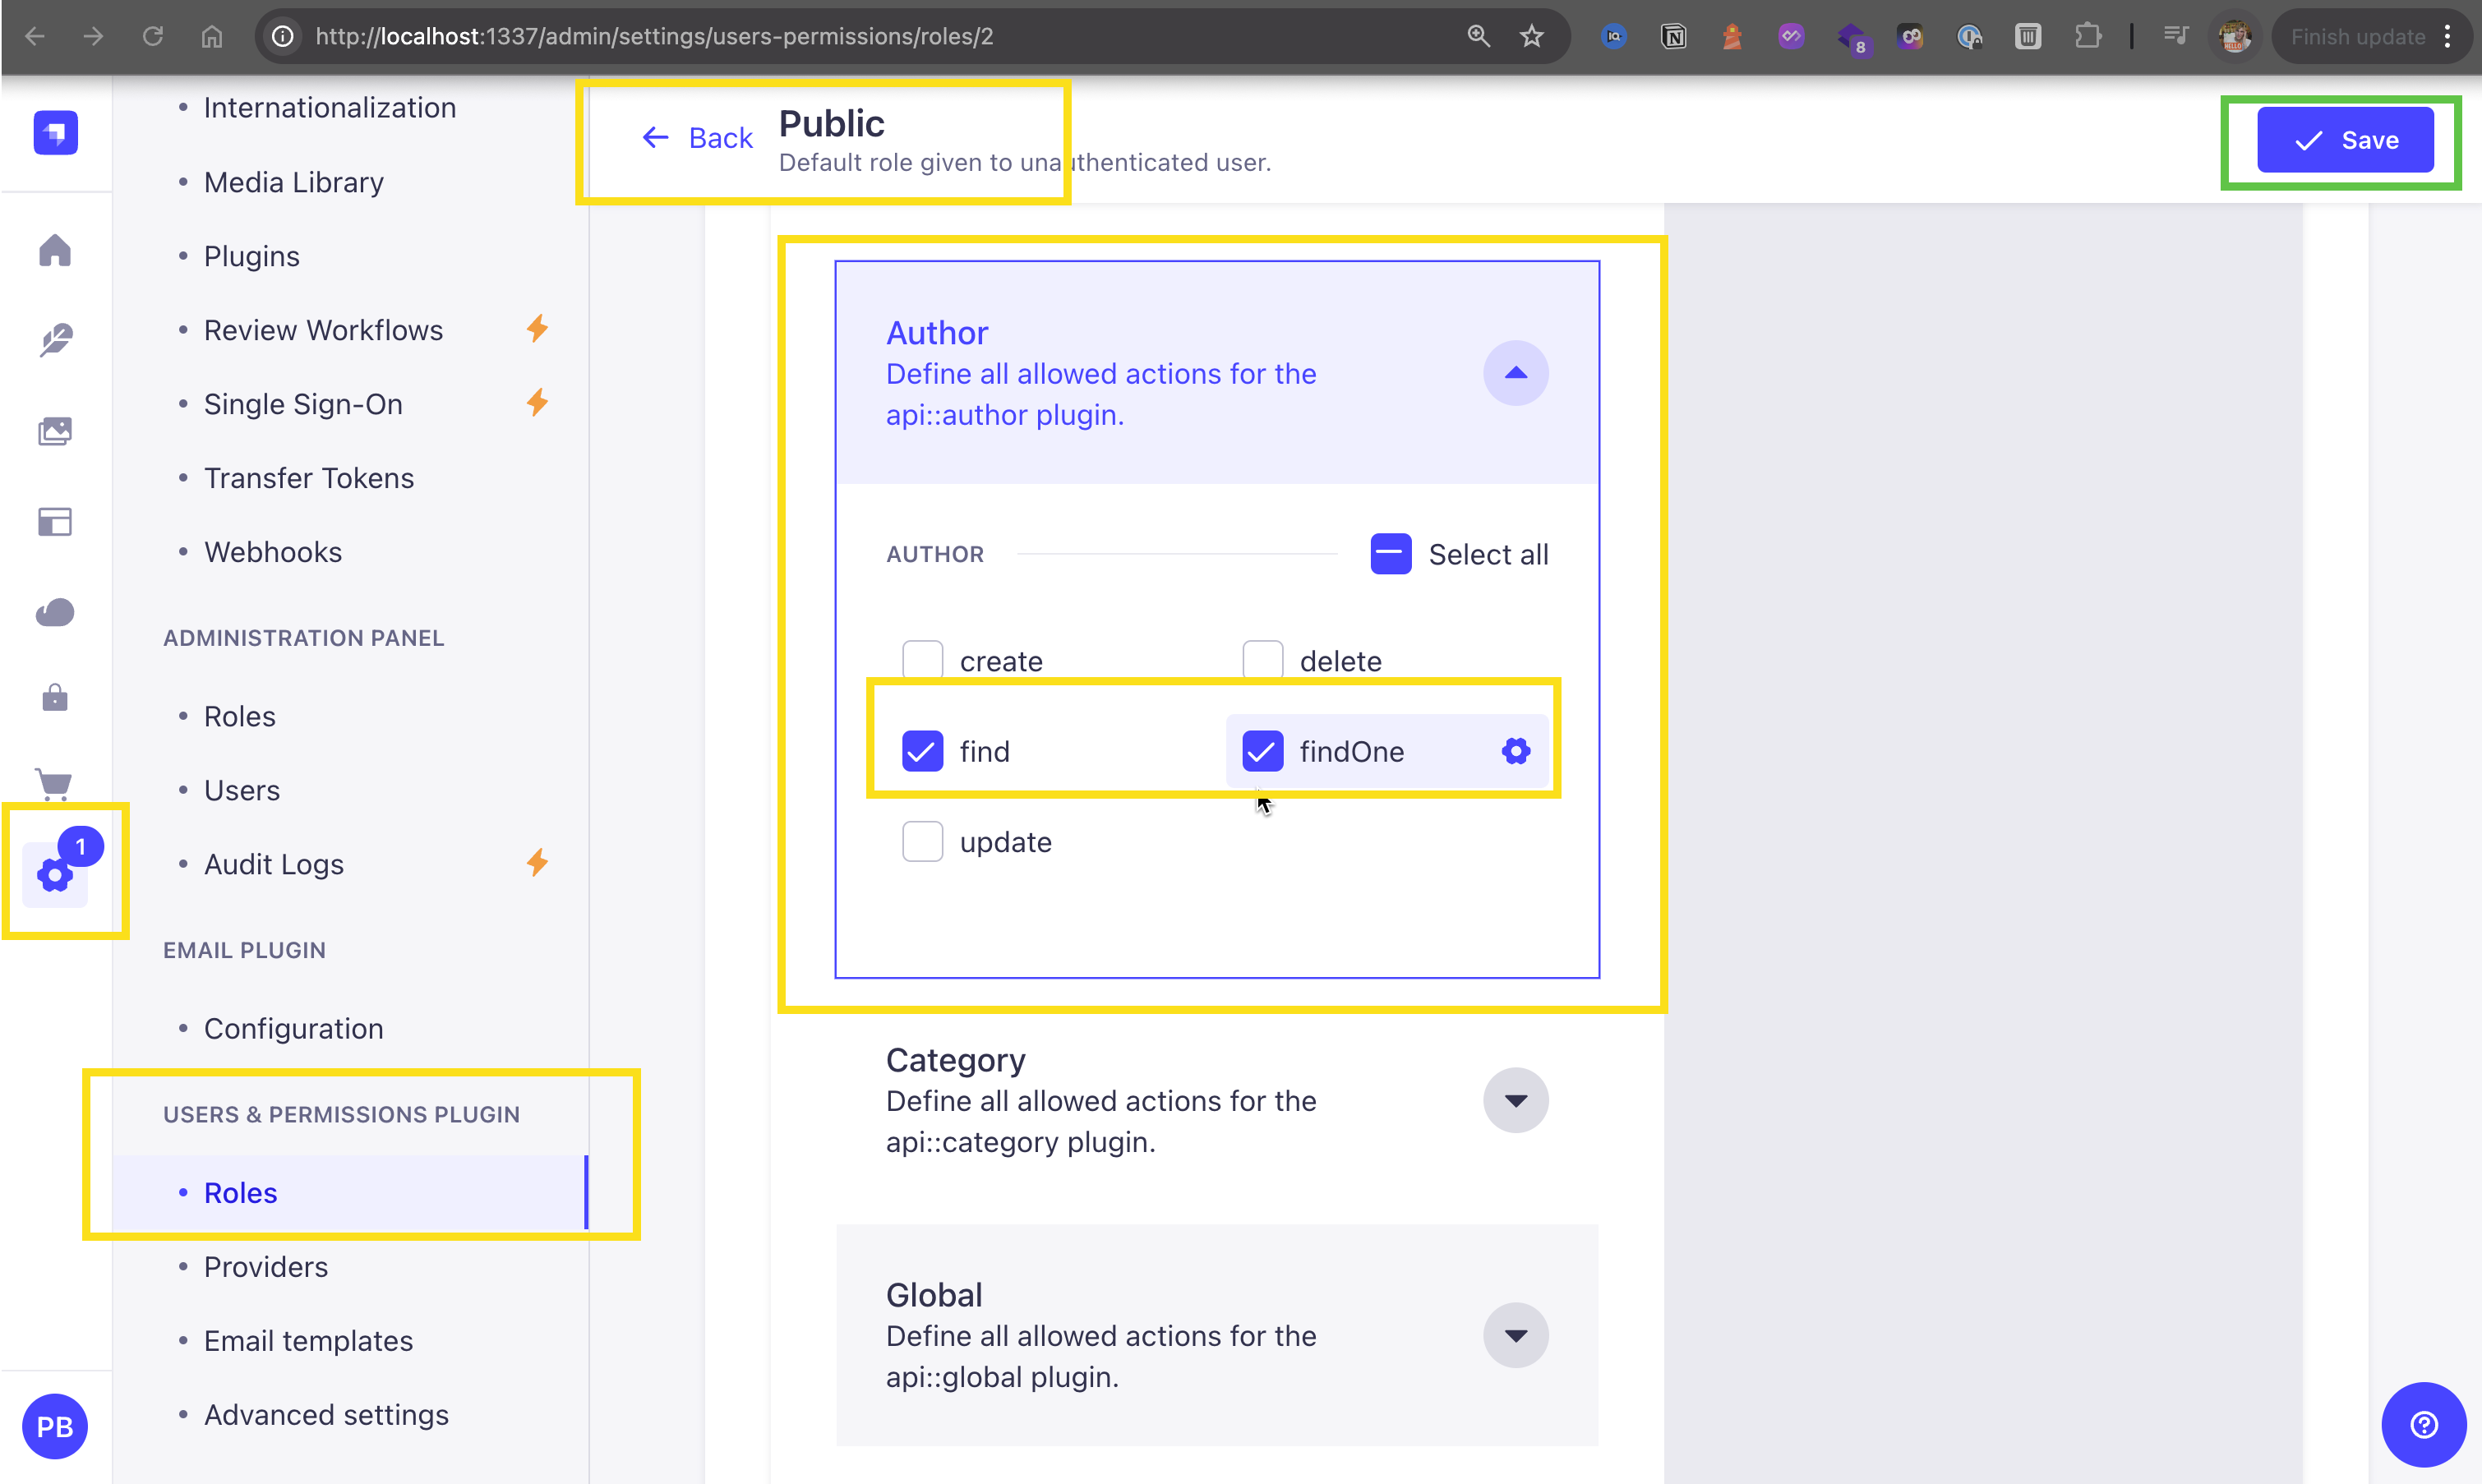 http://localhost:1337/admin/settings/users-permissions/roles/2
IQ
8
Finish update
Internationalization
Media Library
Plugins
Review Workflows
Single Sign-On
Transfer Tokens
Webhooks
ADMINISTRATION PANEL
Roles
Users
Audit Logs
1
EMAIL PLUGIN
Configuration
USERS & PERMISSIONS PLUGIN
Roles
Providers
Email templates
Advanced settings
PB
Back
Public
Default role given to unauthenticated user.
Save
Author
Define all allowed actions for the
api::author plugin.
AUTHOR
Select all
create
delete
find
findOne
update
Category
Define all allowed actions for the
api::category plugin.
Global
Define all allowed actions for the
api::global plugin.